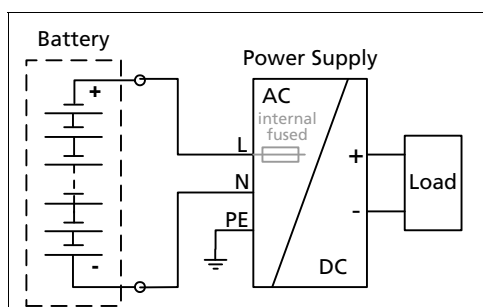 Battery
Power Supply
+
AC
internal
fused
L
N
PE
+
-
Load
-
DC